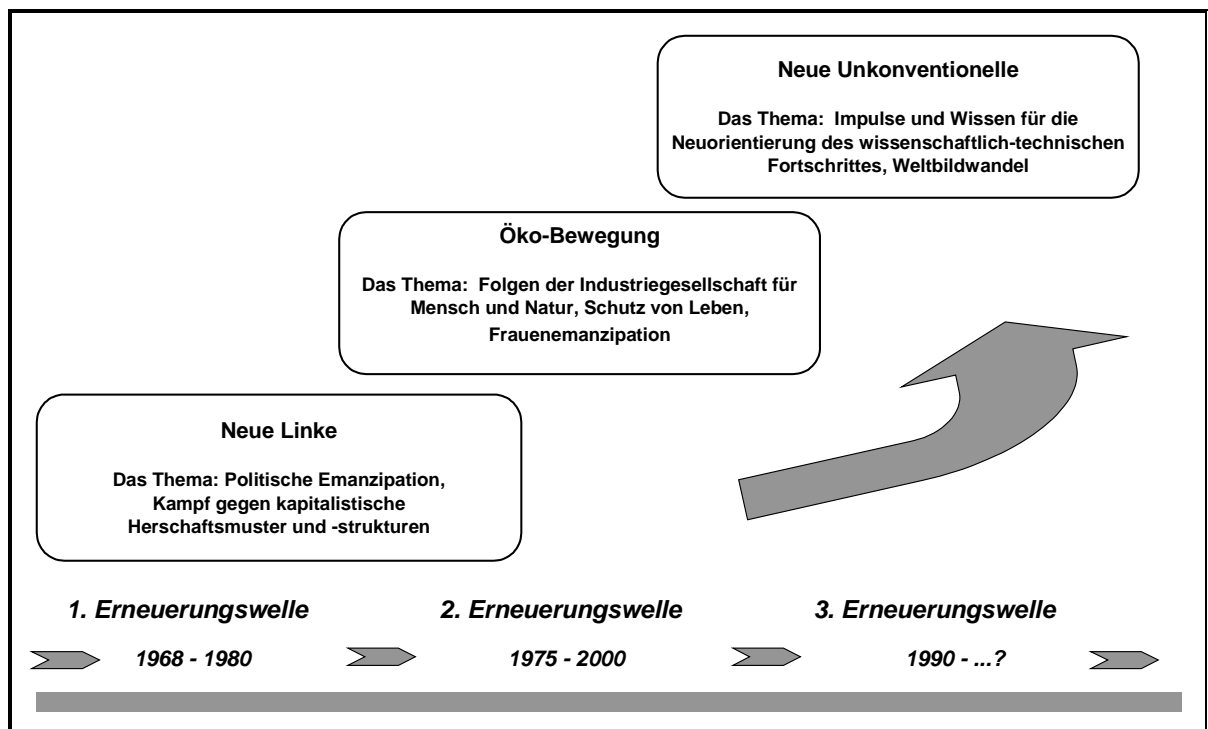 Neue Unkonventionelle
Das Thema: Impulse und Wissen für die
Neuorientierung des wissenschaftlich-technischen
Fortschrittes, Weltbildwandel
Öko-Bewegung
Das Thema: Folgen der Industriegesellschaft für
Mensch und Natur, Schutz von Leben,
Frauenemanzipation
Neue Linke
Das Thema: Politische Emanzipation,
Kampf gegen kapitalistische
Herschaftsmuster und -strukturen
1. Erneuerungswelle
2. Erneuerungswelle
3. Erneuerungswelle
1968 - 1980
1975 - 2000
1990 - ...?